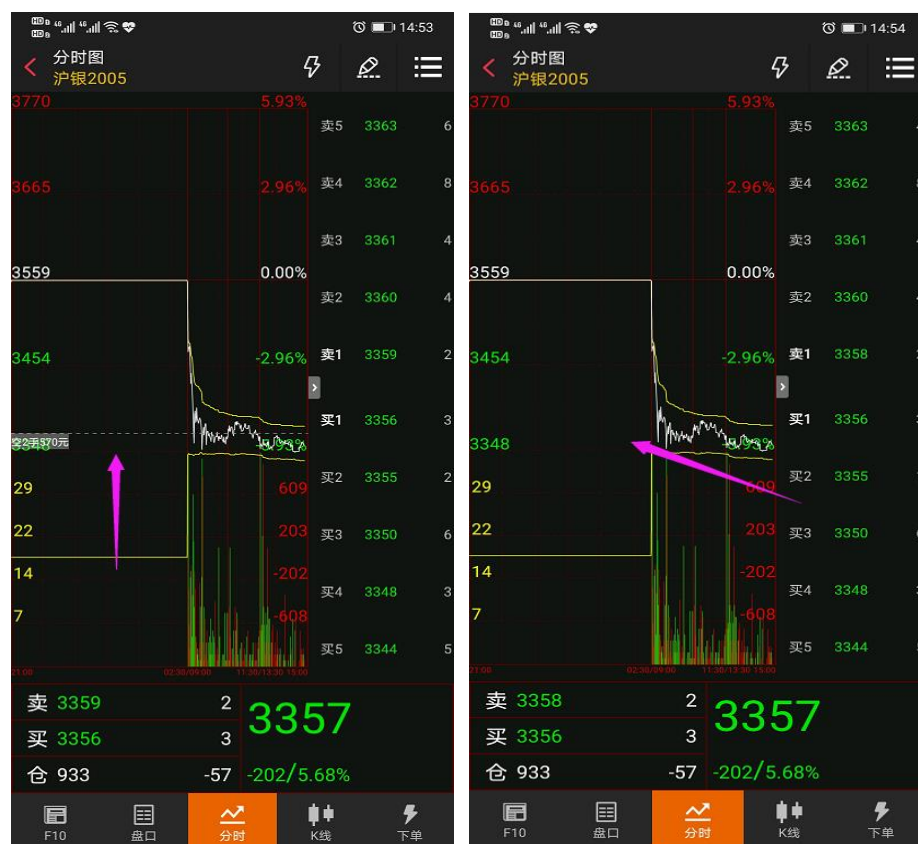 14:53
分时图
沪银2005
3770
5.93%
卖5 3363 6
3665
2.96%
卖4 3362 8
卖3 3361 4
3559
0.00%
卖2 3360 4
3454
-2.96%
卖1 3359 2
买1 3356 3
空2手570元
-5.93%
买2 3355 2
29
609
22
203
买3 3350 6
14
-202
买4 3348 3
7
-608
买5 3344 5
21:00 02:30/09:00 11:30/13:30 15:00
卖 3359 2
3357
买 3356 3
仓 933 -57
-202/5.68%
F10 盘口 分时 K线 下单
14:54
分时图
沪银2005
3770
5.93%
卖5 3363
3665
2.96%
卖4 3362
卖3 3361
3559
0.00%
卖2 3360
3454
-2.96%
卖1 3358
买1 3356
3348
-5.93%
买2 3355
29
609
22
203
买3 3350
14
-202
买4 3348
7
-608
买5 3344
21:00 02:30/09:00 11:30/13:30 15:00
卖 3358 2
3357
买 3356 3
仓 933 -57
-202/5.68%
F10 盘口 分时 K线 下单